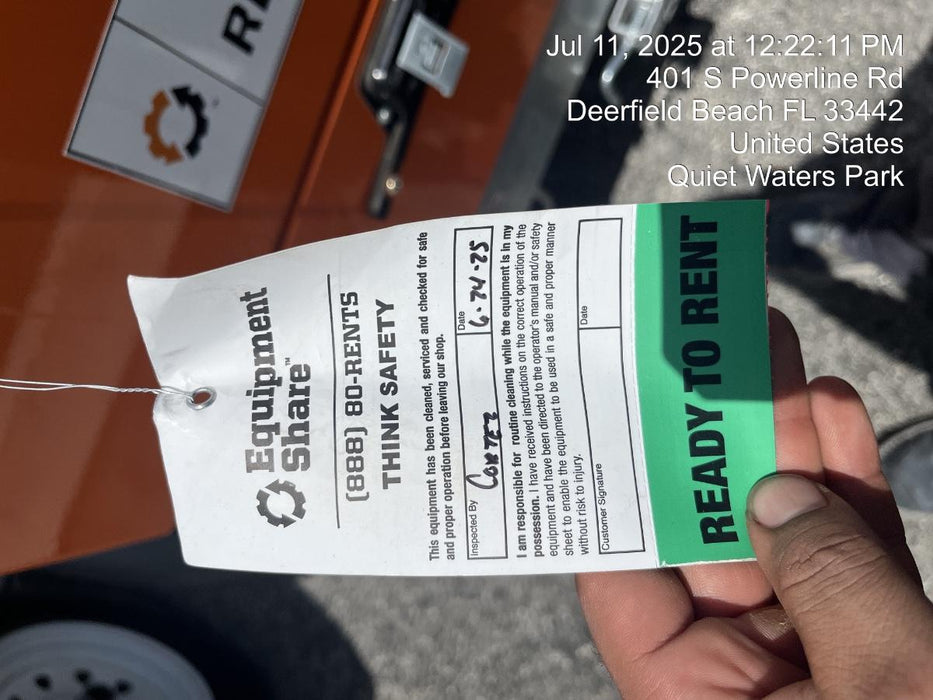 Jul 11, 2025 at 12:22:11 PM
401 S Powerline Rd
Deerfield Beach FL 33442
United States
Quiet Waters Park
RE
Equipment
Share™
(888) 80-RENTS
THINK SAFETY
This equipment has been cleaned, serviced and checked for safe
and proper operation before leaving our shop.
Inspected By Date 6-24-25
I am responsible for routine cleaning while the equipment is in my
possession. I have received instructions on the correct operation of the
equipment and have been directed to the operator's manual and/or safety
sheet to enable the equipment to be used in a safe and proper manner
without risk to injury.
Customer Signature Date
READY TO RENT